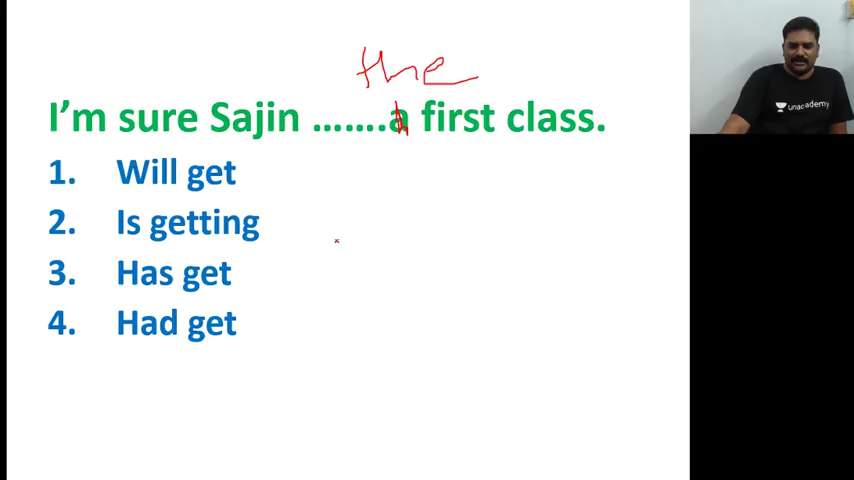 the
I'm sure Sajin .......a first class.
1. Will get
2. Is getting
3. Has get
4. Had get
unacademy